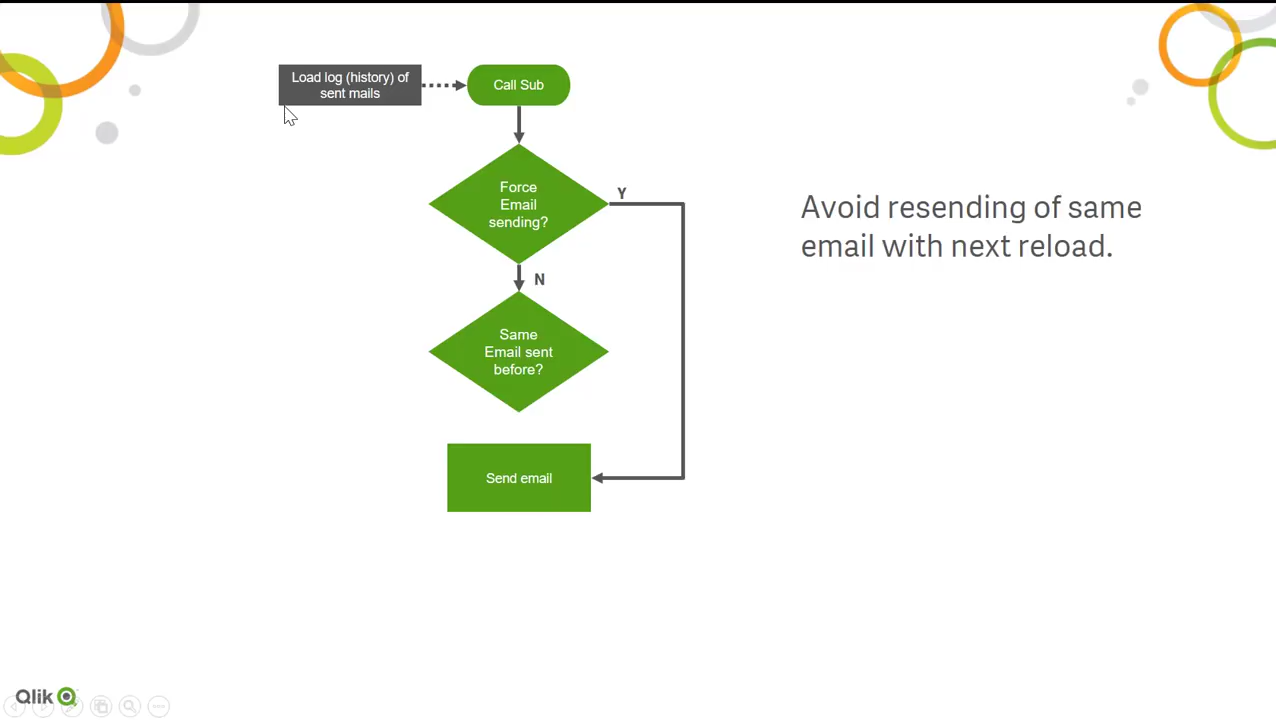 Load log (history) of
sent mails
Call Sub
Force
Email
sending?
Y
N
Same
Email sent
before?
Send email
Avoid resending of same
email with next reload.
Qlik